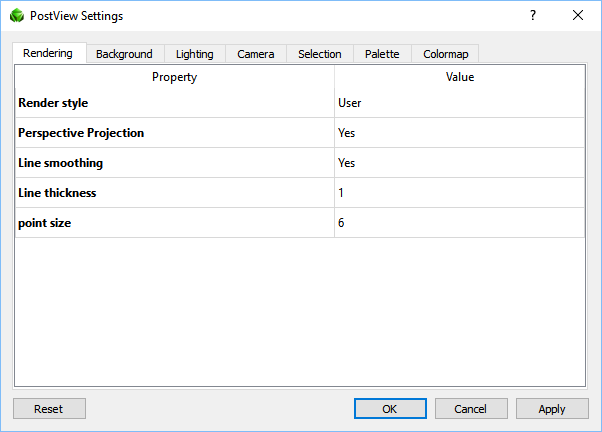 PostView Settings
Rendering Background Lighting Camera Selection Palette Colormap
Property Value
Render style User
Perspective Projection Yes
Line smoothing Yes
Line thickness 1
point size 6
Reset OK Cancel Apply